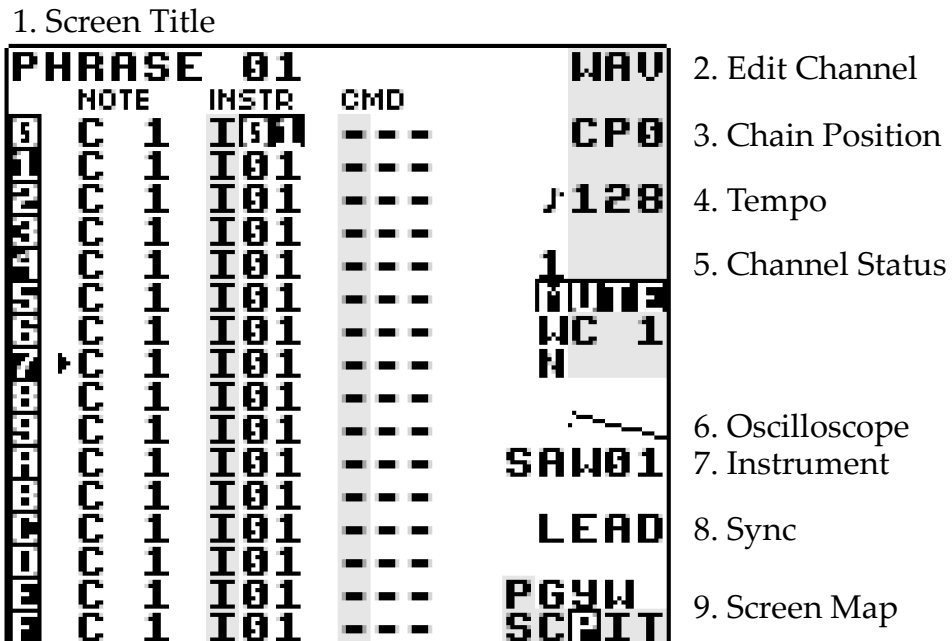 1. Screen Title
PHRASE 01 WAV 2. Edit Channel
NOTE INSTR CMD
C 1 I --- CP0 3. Chain Position
1 C 1 I01 ---
2 C 1 I01 --- 128 4. Tempo
3 C 1 I01 ---
4 C 1 I01 --- 1 5. Channel Status
5 C 1 I01 --- MUTE
6 C 1 I01 --- WC 1
7 C 1 I01 --- N
8 C 1 I01 ---
9 C 1 I01 --- 6. Oscilloscope
A C 1 I01 --- SAW01 7. Instrument
B C 1 I01 ---
C C 1 I01 --- LEAD 8. Sync
D C 1 I01 ---
E C 1 I01 --- PGYW 9. Screen Map
F C 1 I01 --- SCPIT